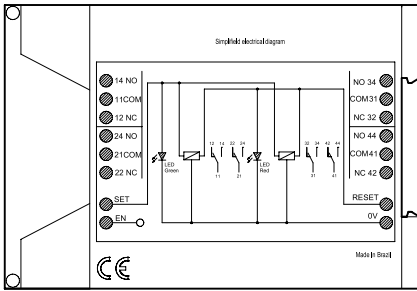 Simplifield electrical diagram
14 NO
11COM
12 NC
24 NO
21COM
22 NC
SET
EN
LED
Green
12 14
11
22 24
21
LED
Red
32 34
31
42 44
41
NO 34
COM31
NC 32
NO 44
COM41
NC 42
RESET
0V
CE
Made In Brazil